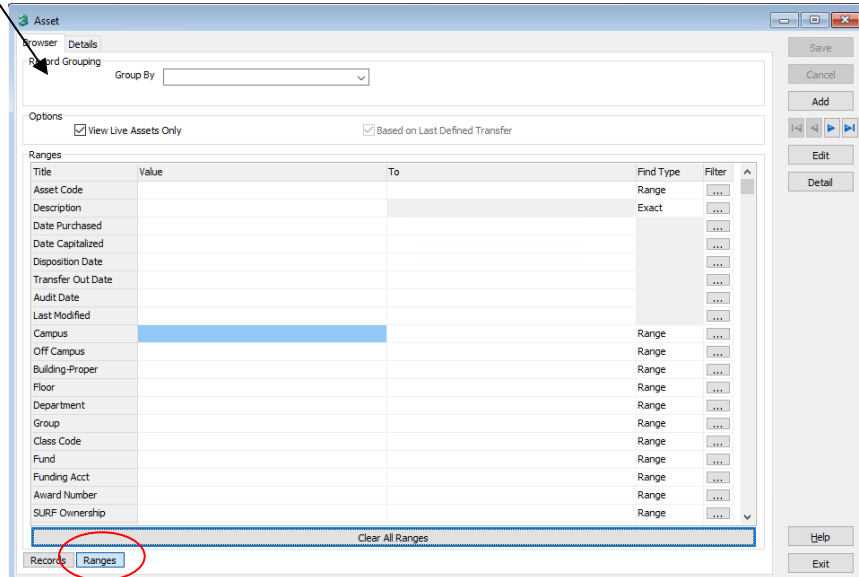 Asset
Browser Details
Record Grouping
Group By
Options
View Live Assets Only Based on Last Defined Transfer
Ranges
Title Value To Find Type Filter
Asset Code Range ...
Description Exact ...
Date Purchased ...
Date Capitalized ...
Disposition Date ...
Transfer Out Date ...
Audit Date ...
Last Modified ...
Campus Range ...
Off Campus Range ...
Building-Proper Range ...
Floor Range ...
Department Range ...
Group Range ...
Class Code Range ...
Fund Range ...
Funding Acct Range ...
Award Number Range ...
SURF Ownership Range ...
Clear All Ranges
Records Ranges
Save
Cancel
Add
Edit
Detail
Help
Exit